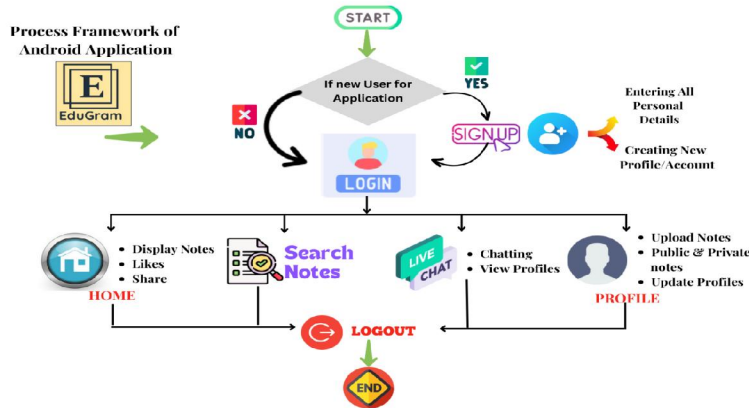 START
Process Framework of
Android Application
E
EduGram
If new User for
Application
YES
NO
SIGNUP
Entering All
Personal
Details
Creating New
Profile/Account
LOGIN
• Display Notes
• Likes
• Share
HOME
Search
Notes
LIVE
CHAT
• Chatting
• View Profiles
• Upload Notes
• Public & Private
notes
• Update Profiles
PROFILE
LOGOUT
END